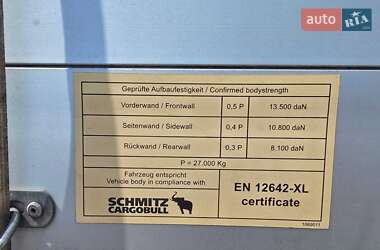 auto RIA.com
Geprüfte Aufbaufestigkeit / Confirmed bodystrength
Vorderwand / Frontwall 0,5 P 13.500 daN
Seitenwand / Sidewall 0,4 P 10.800 daN
Rückwand / Rearwall 0,3 P 8.100 daN
P = 27.000 Kg
Fahrzeug entspricht
Vehicle body in compliance with
SCHMITZ
CARGOBULL
EN 12642-XL
certificate